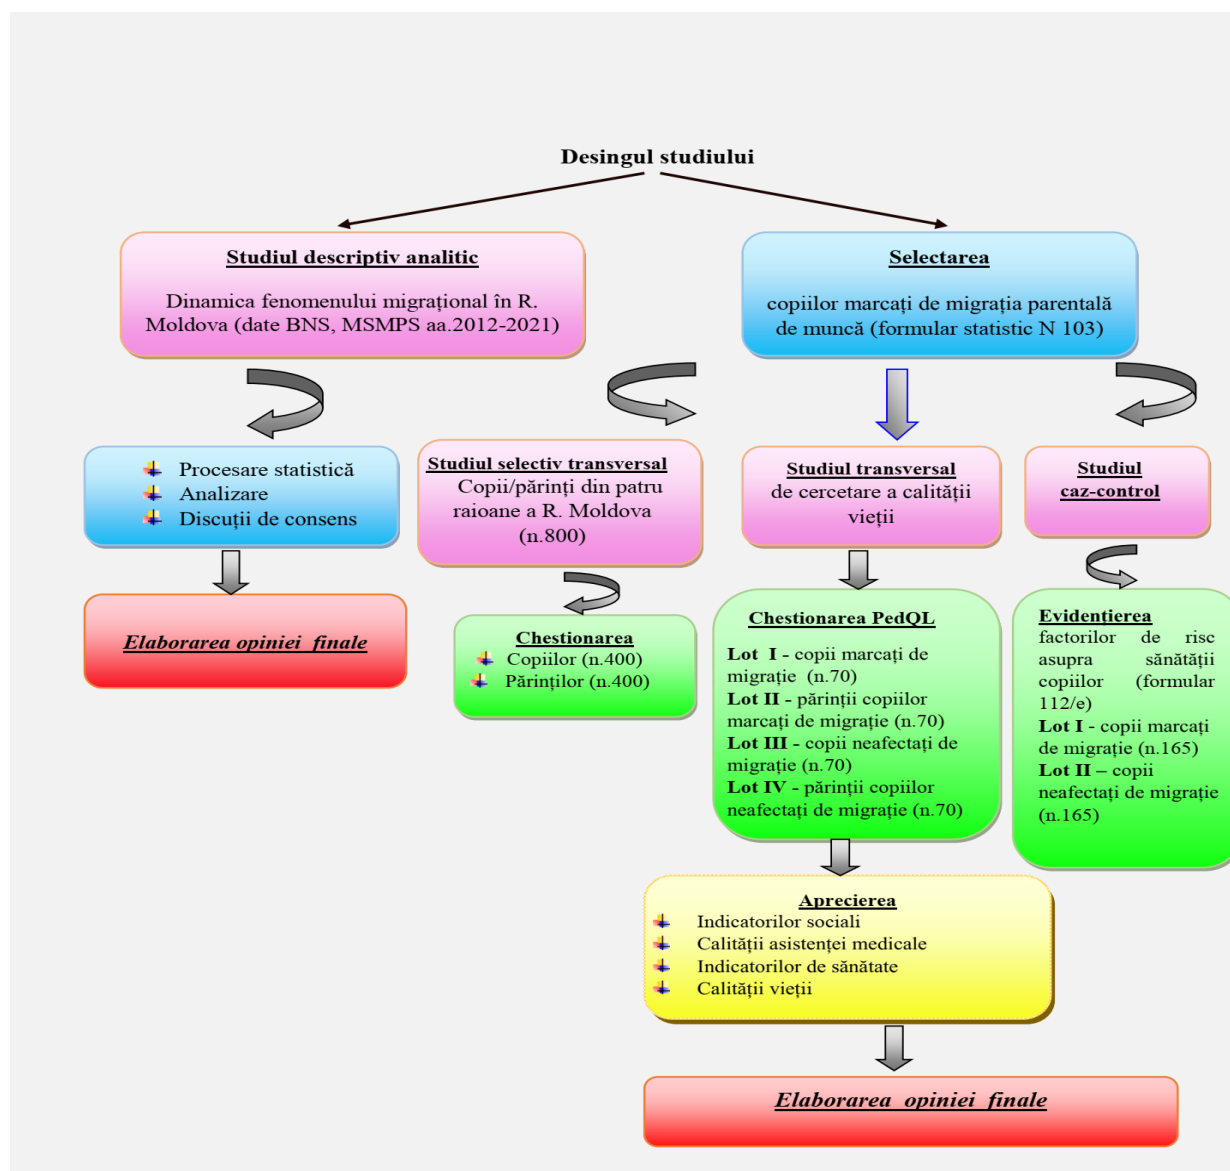 Desingul studiului
Studiul descriptiv analitic
Dinamica fenomenului migrațional în R.
Moldova (date BNS, MSMPS aa.2012-2021)
Selectarea
copiilor marcați de migrația parentală
de muncă (formular statistic N 103)
Procesare statistică
Analizare
Discuții de consens
Studiul selectiv transversal
Copii/părinți din patru
raioane a R. Moldova
(n.800)
Studiul transversal
de cercetare a calității
vieții
Studiul
caz-control
Elaborarea opiniei finale
Chestionarea
Copiilor (n.400)
Părinților (n.400)
Chestionarea PedQL
Lot I - copii marcați de
migrație (n.70)
Lot II - părinții copiilor
marcați de migrație (n.70)
Lot III - copii neafectați de
migrație (n.70)
Lot IV - părinții copiilor
neafectați de migrație (n.70)
Evidențierea
factorilor de risc
asupra sănătății
copiilor (formular
112/e)
Lot I - copii marcați
de migrație (n.165)
Lot II – copii
neafectați de migrație
(n.165)
Aprecierea
Indicatorilor sociali
Calității asistenței medicale
Indicatorilor de sănătate
Calității vieții
Elaborarea opiniei finale